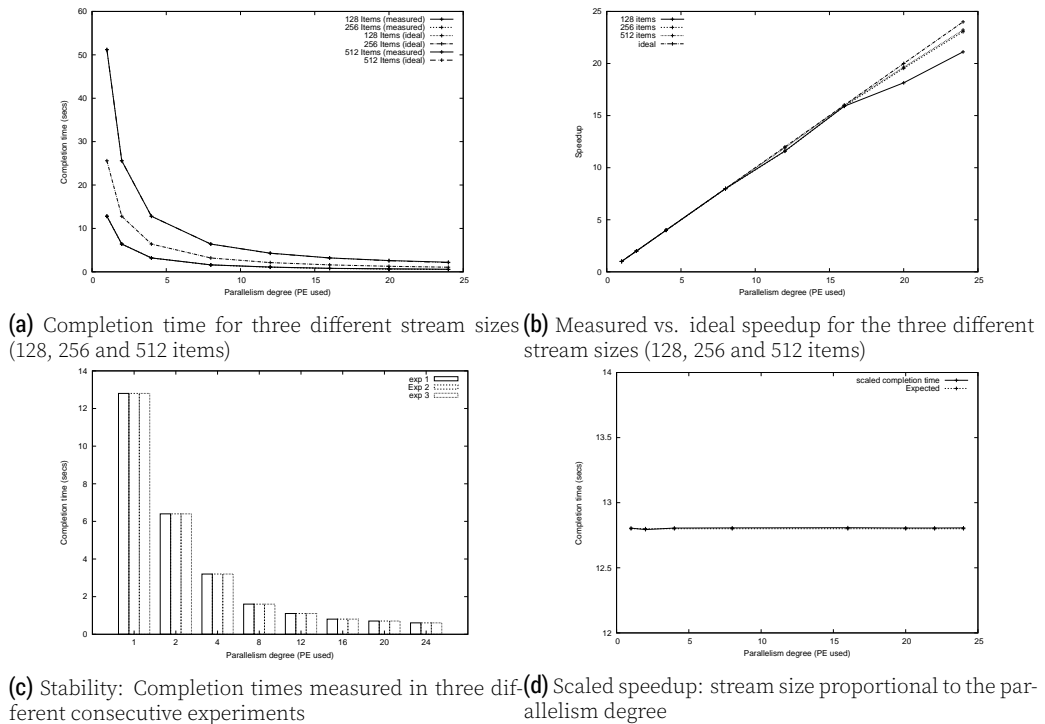 60
50
40
30
20
10
0
Completion time (secs)
128 Items (measured)
256 Items (measured)
128 Items (ideal)
256 Items (ideal)
512 Items (measured)
512 Items (ideal)
0 5 10 15 20 25
Parallelism degree (PE used)
(a) Completion time for three different stream sizes
(128, 256 and 512 items)
25
20
15
10
5
0
Speedup
128 items
256 items
512 items
ideal
0 5 10 15 20 25
Parallelism degree (PE used)
(b) Measured vs. ideal speedup for the three different
stream sizes (128, 256 and 512 items)
14
12
10
8
6
4
2
0
Completion time (secs)
exp 1
Exp 2
exp 3
1 2 4 8 12 16 20 24
Parallelism degree (PE used)
(c) Stability: Completion times measured in three dif-
ferent consecutive experiments
14
13.5
13
12.5
12
Completion time (secs)
scaled completion time
Expected
0 5 10 15 20 25
Parallelism degree (PE used)
(d) Scaled speedup: stream size proportional to the par-
allelism degree